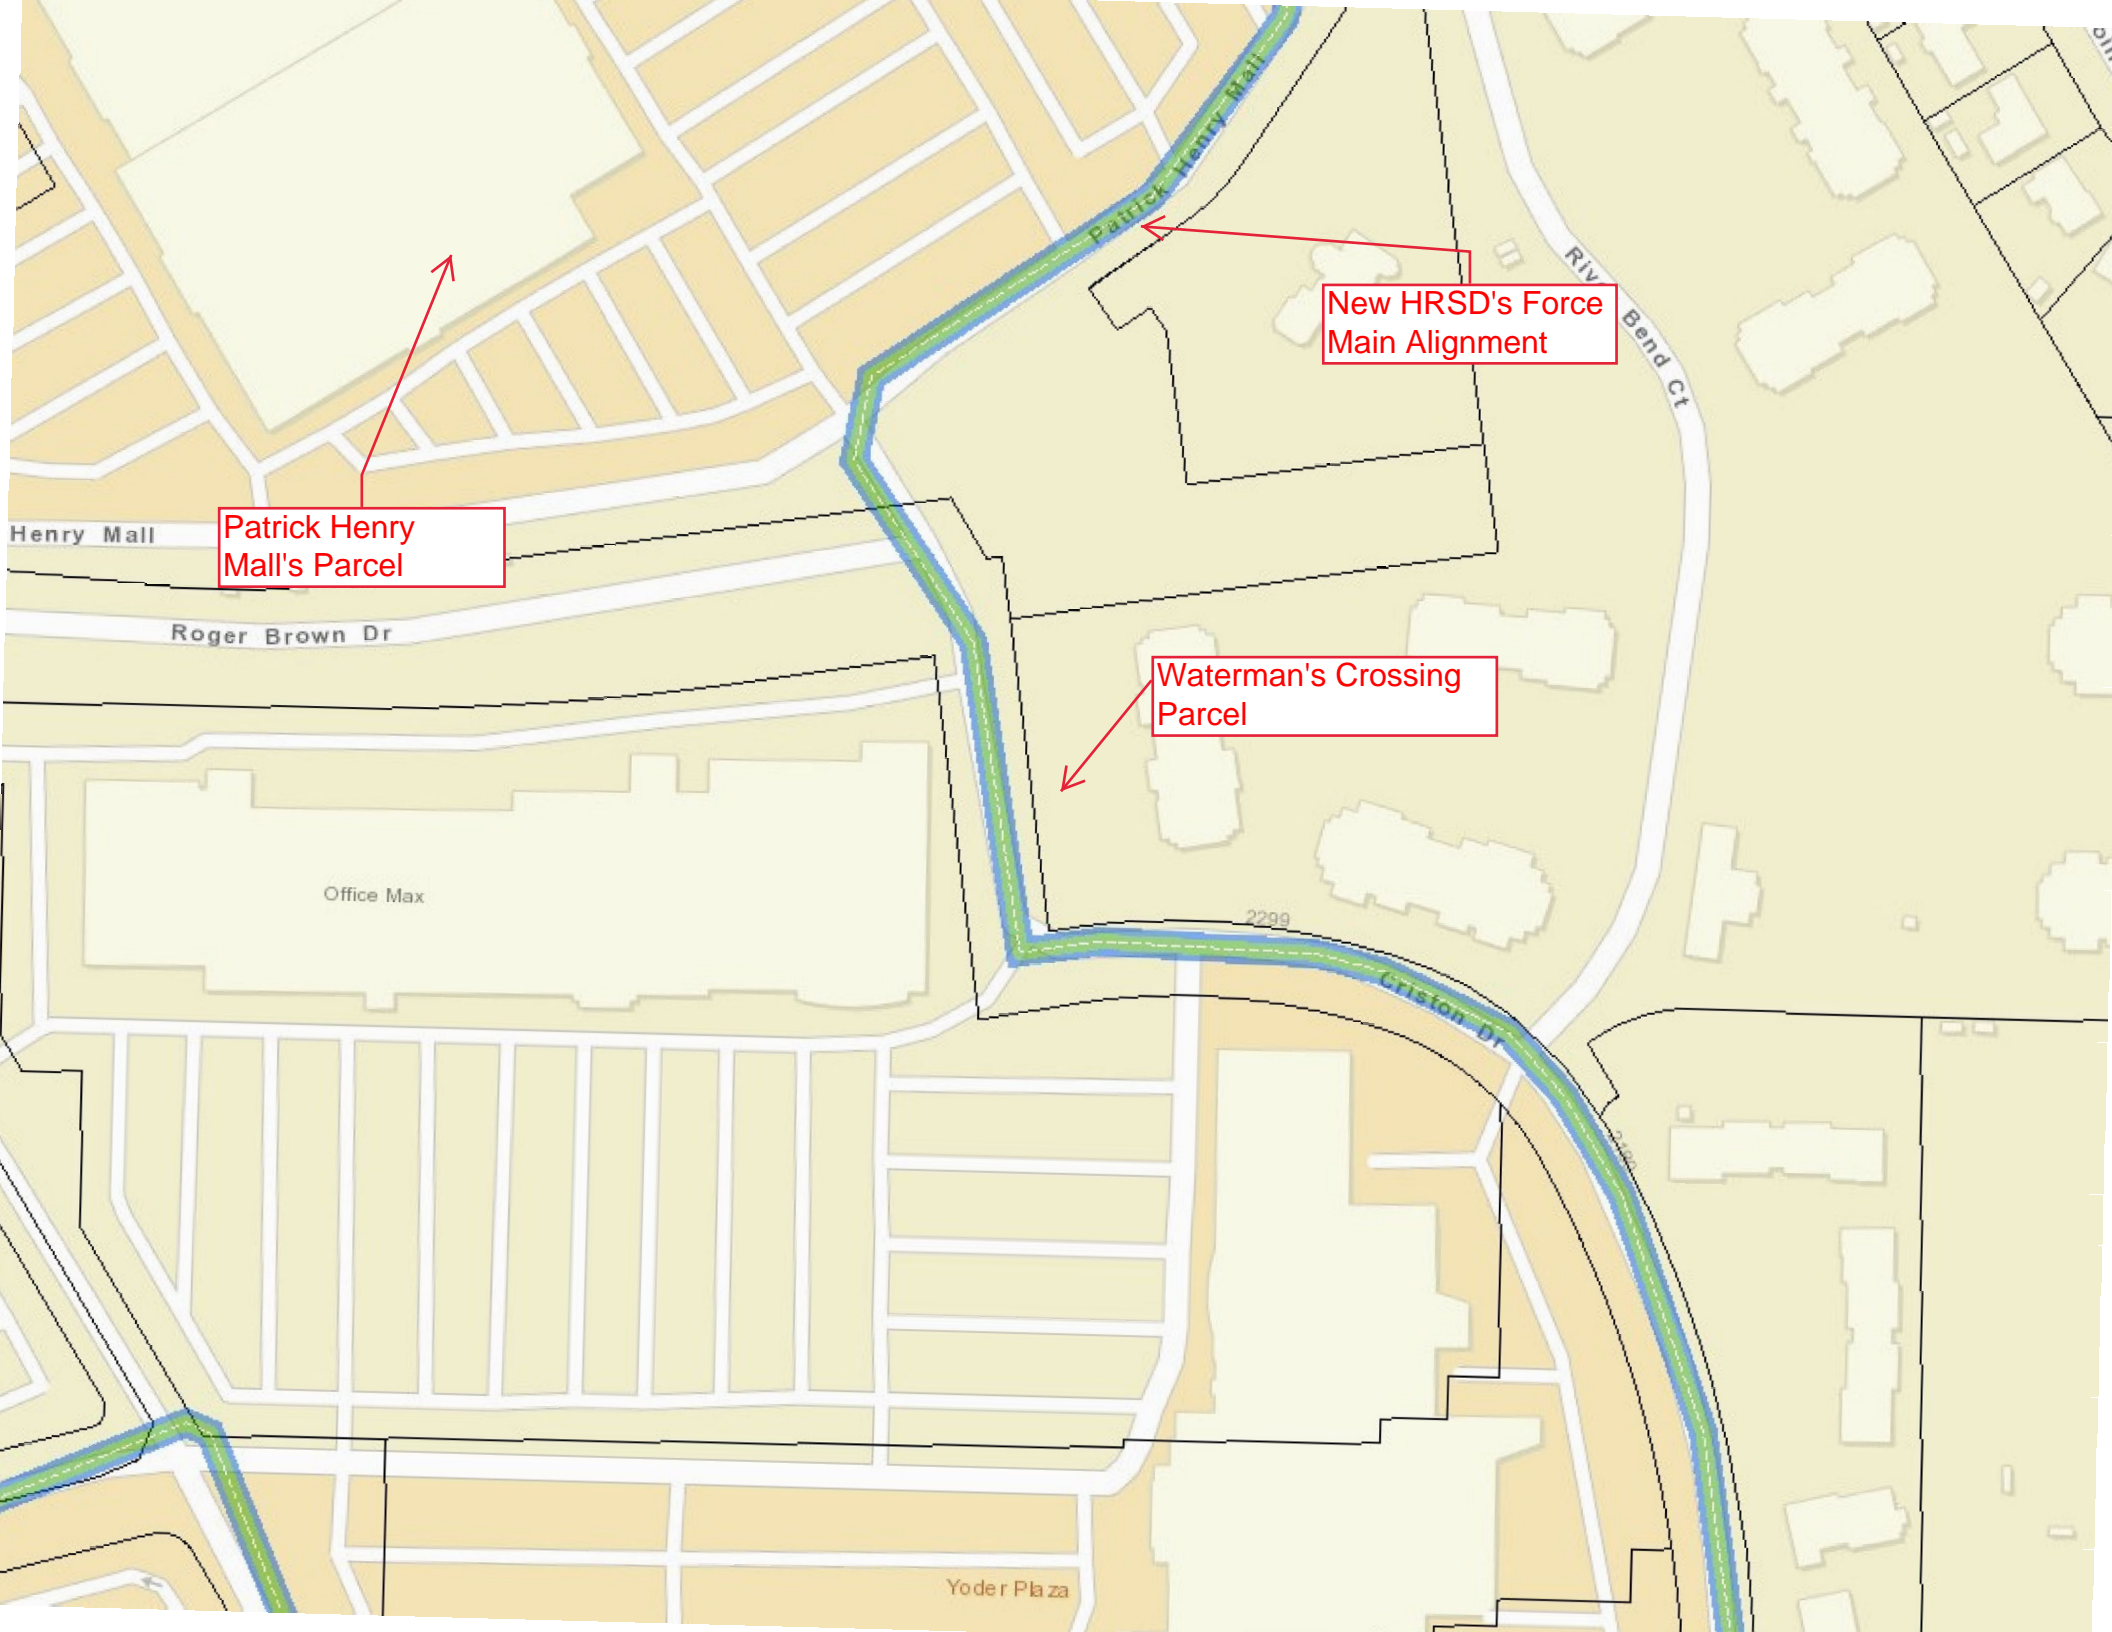 Patrick Henry Mall
New HRSD's Force
Main Alignment
River Bend Ct
Henry Mall
Patrick Henry
Mall's Parcel
Roger Brown Dr
Waterman's Crossing
Parcel
Office Max
2299
Criston Dr
Yoder Plaza